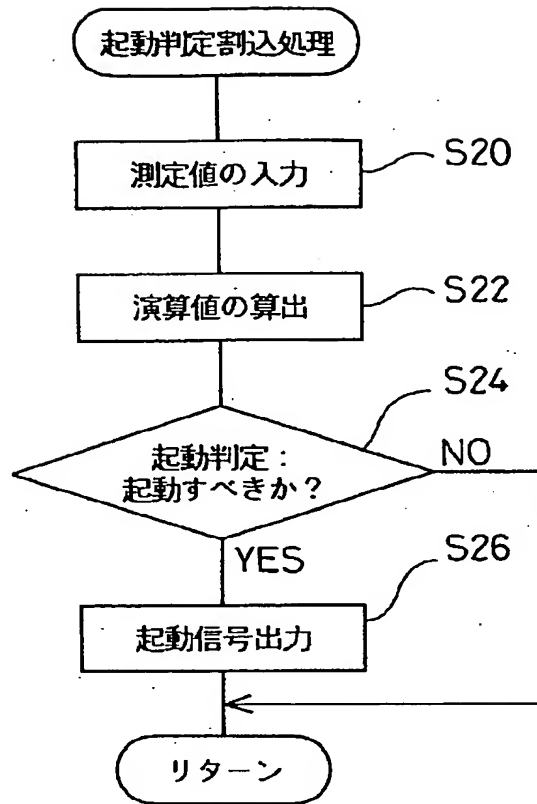 起動判定割込処理
測定値の入力
S20
演算値の算出
S22
S24
起動判定：
起動すべきか？
NO
YES
S26
起動信号出力
リターン